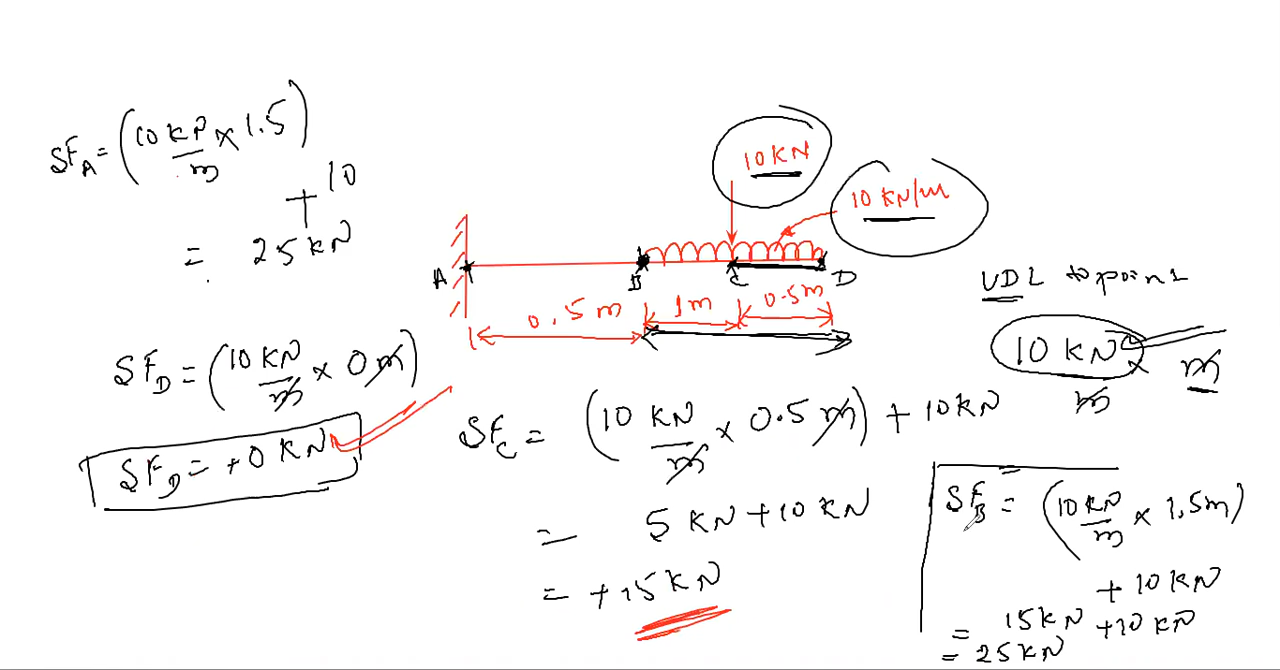 SF_A = (10 KN/m × 1.5)
+ 10
= 25 KN
10 KN
10 KN/m
A B C D
0.5 m 1m 0.5m
UDL to point
10 KN/m × m
SF_D = (10 KN/m × 0 m)
SF_D = +0 KN
SF_C = (10 KN/m × 0.5 m) + 10 KN
= 5 KN + 10 KN
= +15 KN
SF_B = (10 KN/m × 1.5m)
+ 10 KN
= 15 KN + 10 KN
= 25 KN